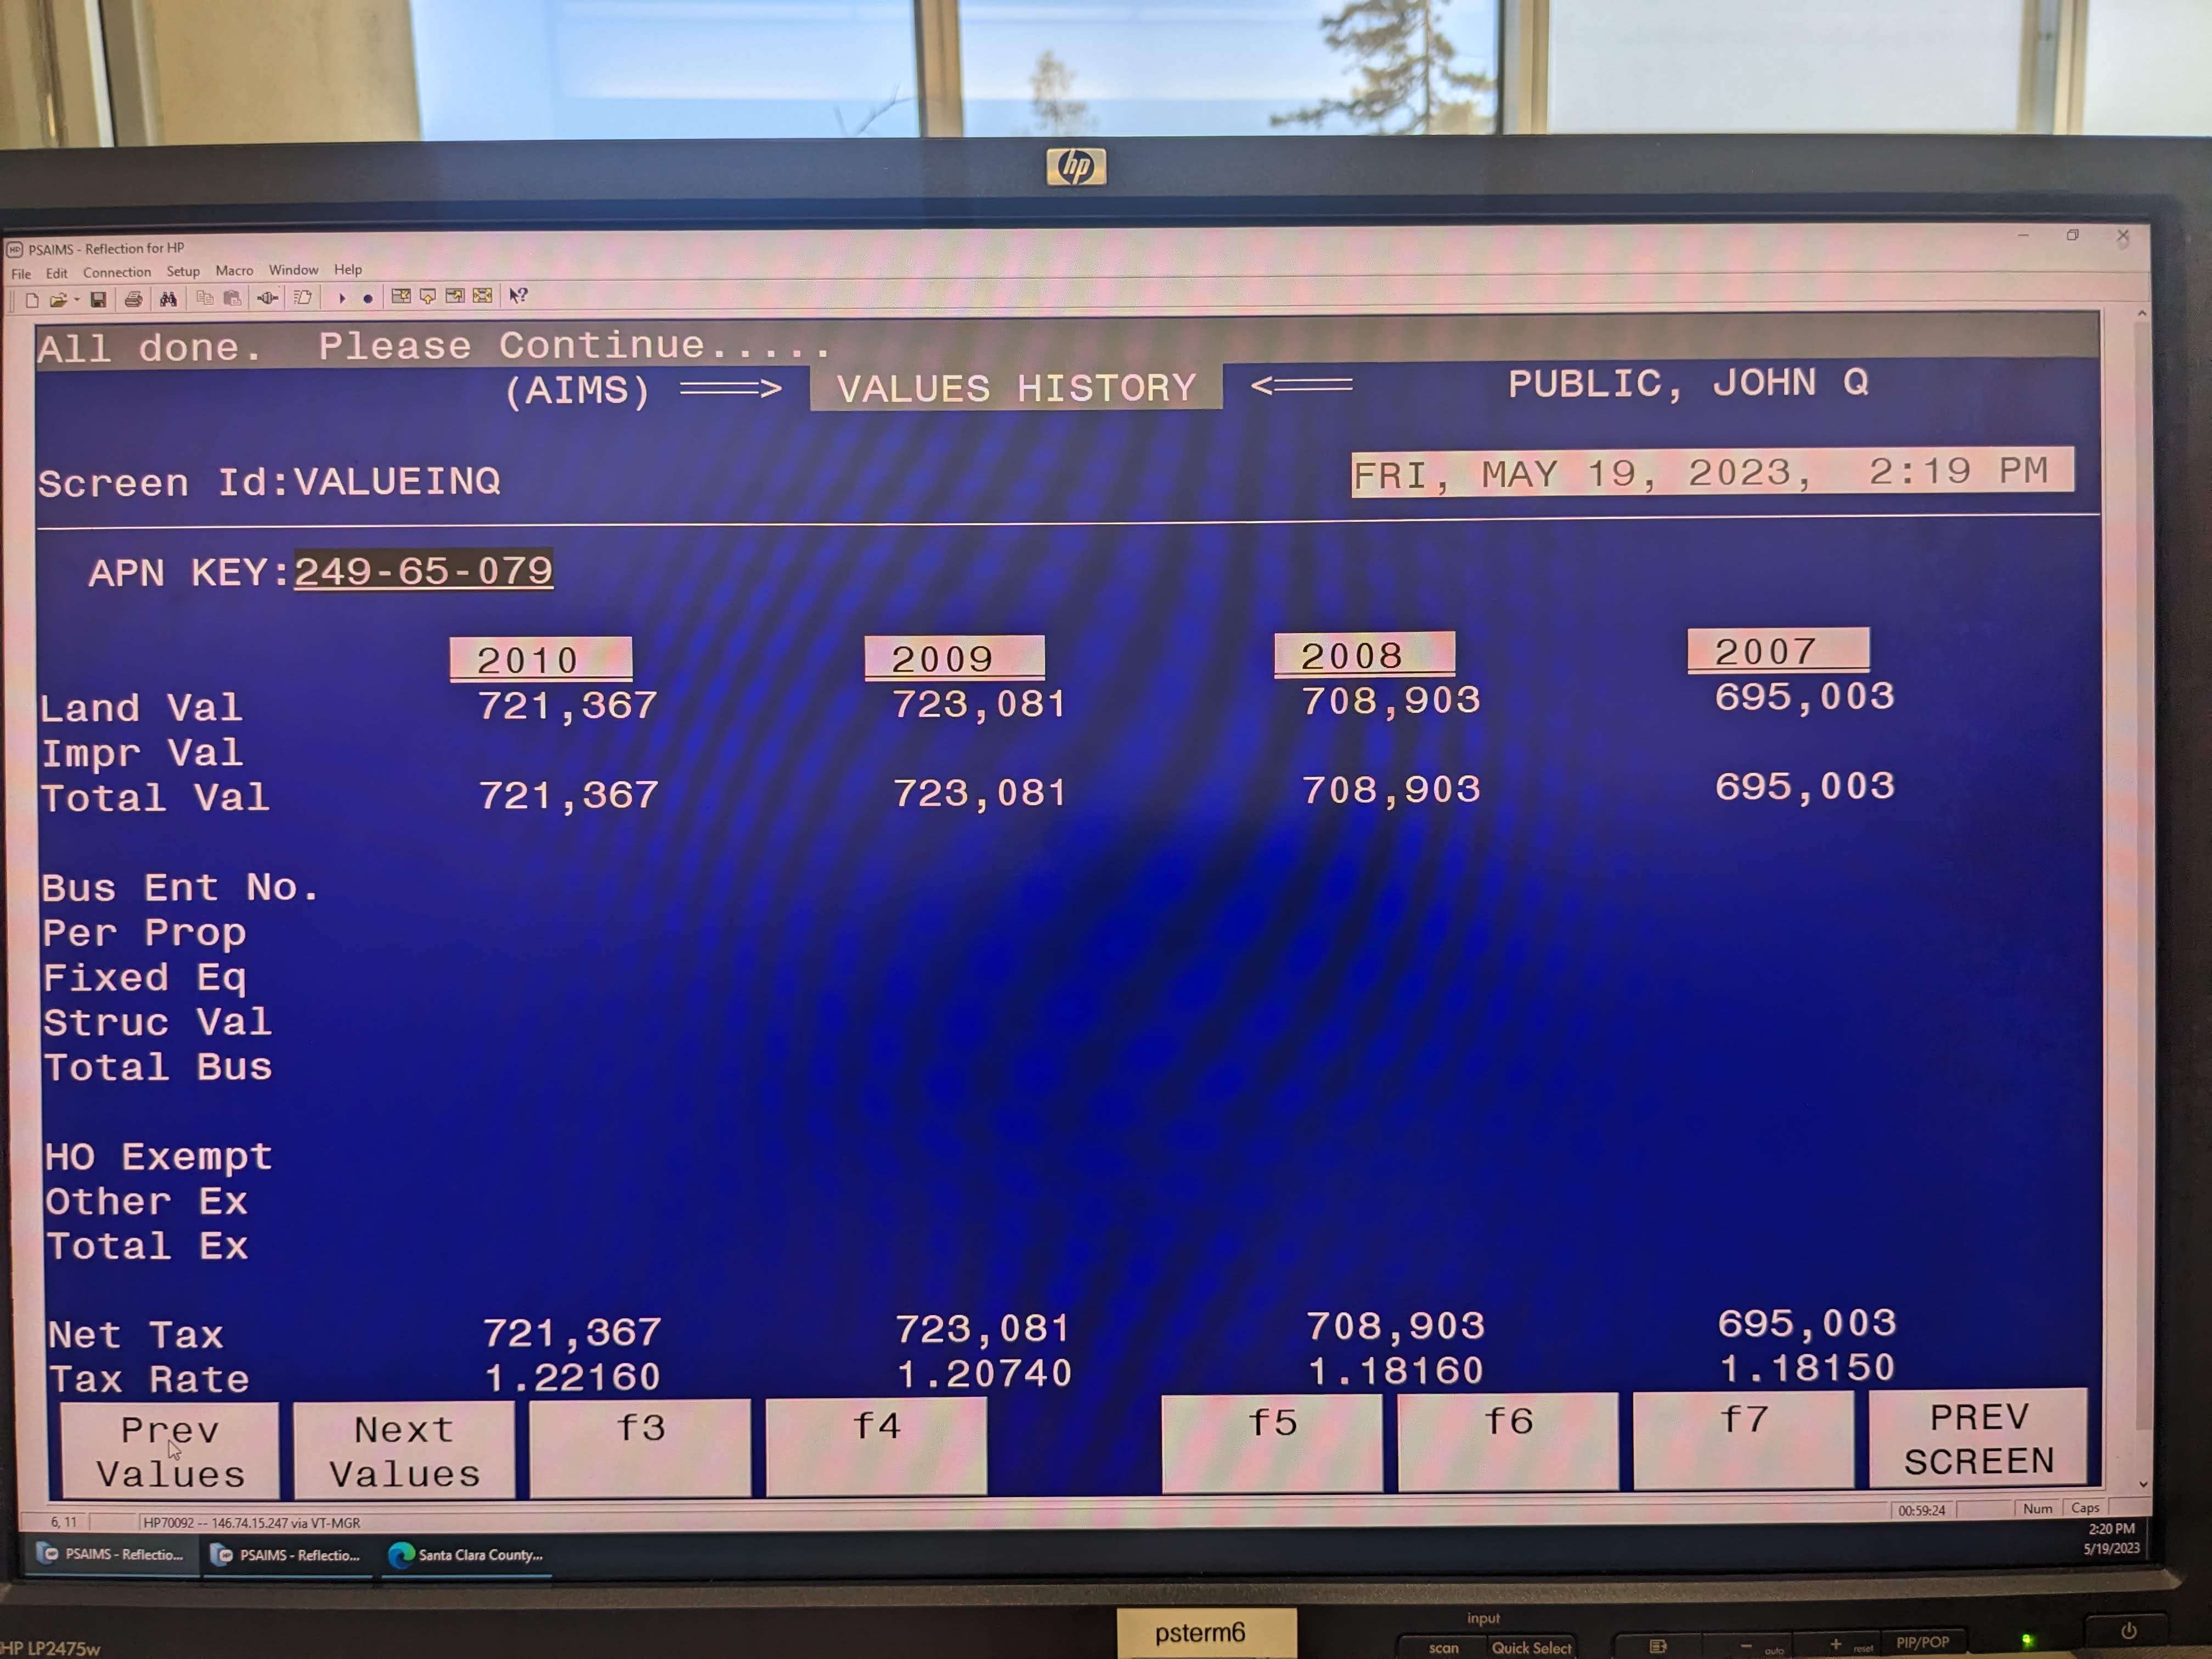 hp
PSAIMS - Reflection for HP
File Edit Connection Setup Macro Window Help
All done. Please Continue.....
(AIMS) ===> VALUES HISTORY <=== PUBLIC, JOHN Q
Screen Id:VALUEINQ FRI, MAY 19, 2023, 2:19 PM
APN KEY:249-65-079
2010 2009 2008 2007
Land Val 721,367 723,081 708,903 695,003
Impr Val
Total Val 721,367 723,081 708,903 695,003
Bus Ent No.
Per Prop
Fixed Eq
Struc Val
Total Bus
HO Exempt
Other Ex
Total Ex
Net Tax 721,367 723,081 708,903 695,003
Tax Rate 1.22160 1.20740 1.18160 1.18150
Prev Values Next Values f3 f4 f5 f6 f7 PREV SCREEN
6, 11 HP70092 -- 146.74.15.247 via VT-MGR 00:59:24 Num Caps
PSAIMS - Reflectio... PSAIMS - Reflectio... Santa Clara County... 2:20 PM
5/19/2023
HP LP2475w psterm6 input
scan Quick Select - auto + reset PIP/POP